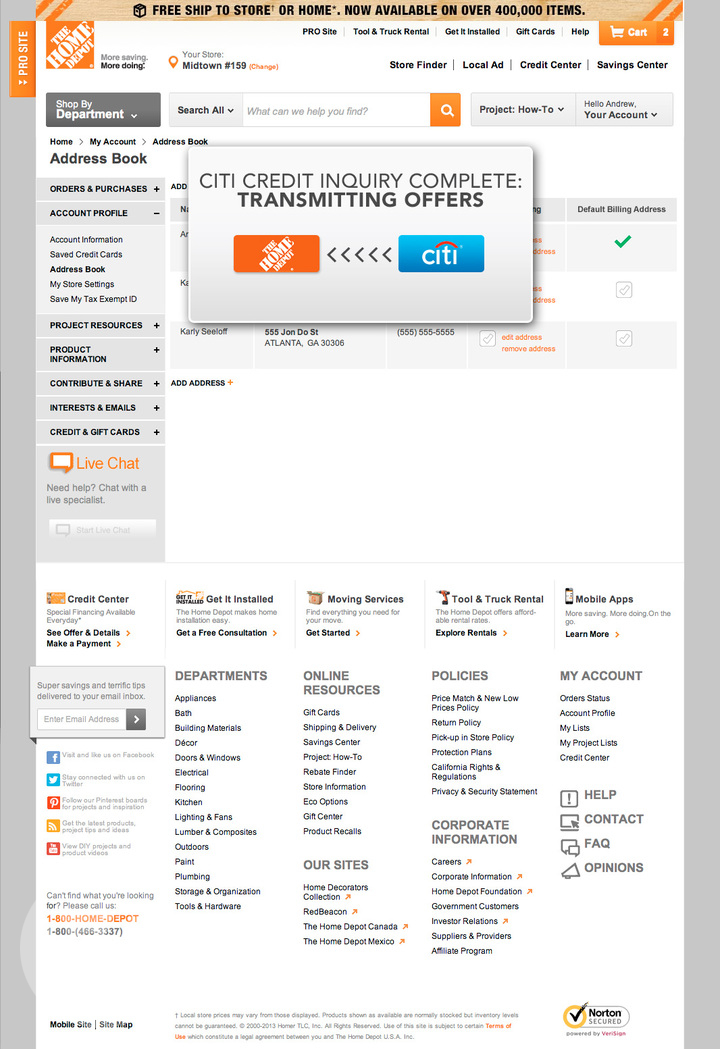 FREE SHIP TO STORE† OR HOME*. NOW AVAILABLE ON OVER 400,000 ITEMS.
PRO SITE
THE HOME DEPOT
More saving.
More doing.
Your Store:
Midtown #159 (Change)
PRO Site
Tool & Truck Rental
Get It Installed
Gift Cards
Help
Cart 2
Store Finder
Local Ad
Credit Center
Savings Center
Shop By
Department
Search All
What can we help you find?
Project: How-To
Hello Andrew,
Your Account
Home > My Account > Address Book
Address Book
ORDERS & PURCHASES +
ACCOUNT PROFILE –
Account Information
Saved Credit Cards
Address Book
My Store Settings
Save My Tax Exempt ID
PROJECT RESOURCES +
PRODUCT INFORMATION +
CONTRIBUTE & SHARE +
INTERESTS & EMAILS +
CREDIT & GIFT CARDS +
Live Chat
Need help? Chat with a
live specialist.
Start Live Chat
ADD
Na
ng
Default Billing Address
An
ss
dress
Ka
ss
dress
CITI CREDIT INQUIRY COMPLETE:
TRANSMITTING OFFERS
THE HOME DEPOT <<<<< citi
Karly Seeloff
555 Jon Do St
ATLANTA, GA 30306
(555) 555-5555
edit address
remove address
ADD ADDRESS +
Credit Center
Special Financing Available
Everyday*
See Offer & Details >
Make a Payment >
GET IT INSTALLED
Get It Installed
The Home Depot makes home
installation easy.
Get a Free Consultation >
Moving Services
Find everything you need for
your move.
Get Started >
Tool & Truck Rental
The Home Depot offers afford-
able rental rates.
Explore Rentals >
Mobile Apps
More saving. More doing.On the
go.
Learn More >
Super savings and terrific tips
delivered to your email inbox.
Enter Email Address >
Visit and like us on Facebook
Stay connected with us on
Twitter
Follow our Pinterest boards
for projects and inspiration
Get the latest products,
project tips and ideas
View DIY projects and
product videos
Can't find what you're looking
for? Please call us:
1-800-HOME-DEPOT
1-800-(466-3337)
DEPARTMENTS
Appliances
Bath
Building Materials
Décor
Doors & Windows
Electrical
Flooring
Kitchen
Lighting & Fans
Lumber & Composites
Outdoors
Paint
Plumbing
Storage & Organization
Tools & Hardware
ONLINE
RESOURCES
Gift Cards
Shipping & Delivery
Savings Center
Project: How-To
Rebate Finder
Store Information
Eco Options
Gift Center
Product Recalls
OUR SITES
Home Decorators
Collection
RedBeacon
The Home Depot Canada
The Home Depot Mexico
POLICIES
Price Match & New Low
Prices Policy
Return Policy
Pick-up in Store Policy
Protection Plans
California Rights &
Regulations
Privacy & Security Statement
CORPORATE
INFORMATION
Careers
Corporate Information
Home Depot Foundation
Government Customers
Investor Relations
Suppliers & Providers
Affiliate Program
MY ACCOUNT
Orders Status
Account Profile
My Lists
My Project Lists
Credit Center
HELP
CONTACT
FAQ
OPINIONS
Mobile Site | Site Map
† Local store prices may vary from those displayed. Products shown as available are normally stocked but inventory levels
cannot be guaranteed. © 2000-2013 Homer TLC, Inc. All Rights Reserved. Use of this site is subject to certain Terms of
Use which constitute a legal agreement between you and The Home Depot U.S.A. Inc.
Norton
SECURED
powered by VeriSign